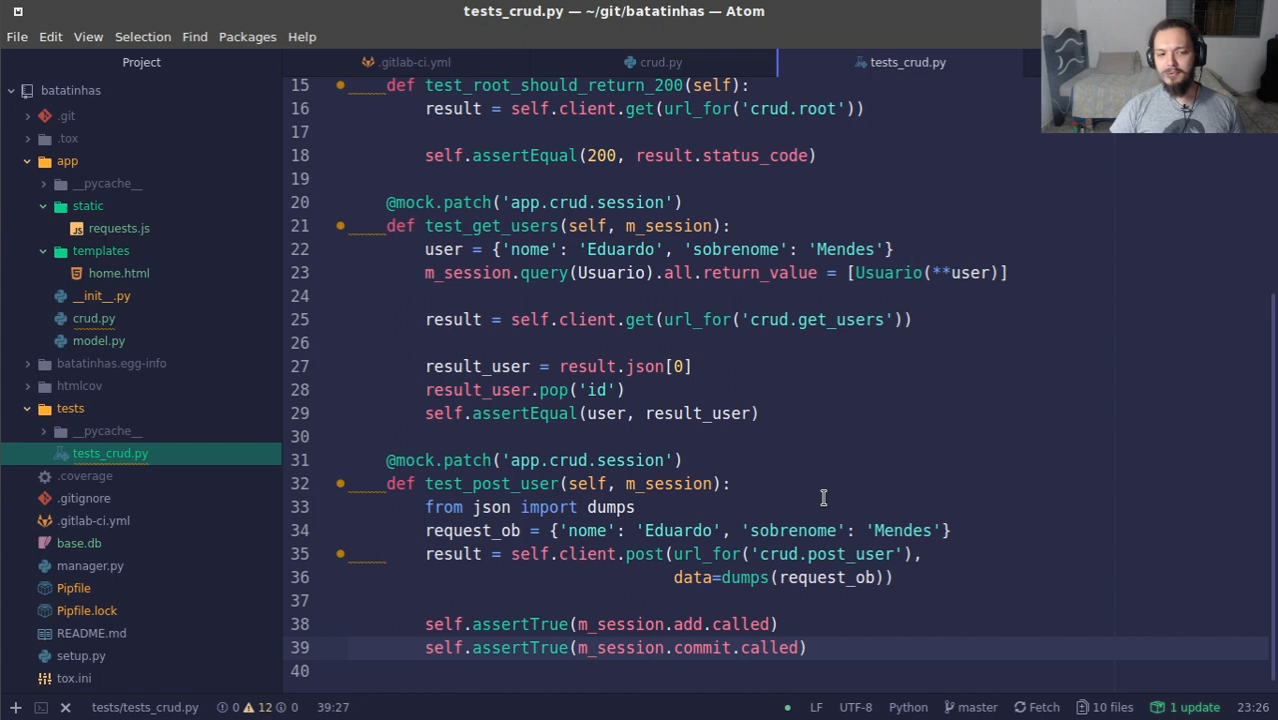 tests_crud.py — ~/git/batatinhas — Atom
File Edit View Selection Find Packages Help
Project
.gitlab-ci.yml
crud.py
tests_crud.py
batatinhas
.git
.tox
app
__pycache__
static
requests.js
templates
home.html
__init__.py
crud.py
model.py
batatinhas.egg-info
htmlcov
tests
__pycache__
tests_crud.py
.coverage
.gitignore
.gitlab-ci.yml
base.db
manager.py
Pipfile
Pipfile.lock
README.md
setup.py
tox.ini
15 def test_root_should_return_200(self):
16 result = self.client.get(url_for('crud.root'))
17
18 self.assertEqual(200, result.status_code)
19
20 @mock.patch('app.crud.session')
21 def test_get_users(self, m_session):
22 user = {'nome': 'Eduardo', 'sobrenome': 'Mendes'}
23 m_session.query(Usuario).all.return_value = [Usuario(**user)]
24
25 result = self.client.get(url_for('crud.get_users'))
26
27 result_user = result.json[0]
28 result_user.pop('id')
29 self.assertEqual(user, result_user)
30
31 @mock.patch('app.crud.session')
32 def test_post_user(self, m_session):
33 from json import dumps
34 request_ob = {'nome': 'Eduardo', 'sobrenome': 'Mendes'}
35 result = self.client.post(url_for('crud.post_user'),
36 data=dumps(request_ob))
37
38 self.assertTrue(m_session.add.called)
39 self.assertTrue(m_session.commit.called)
40
tests/tests_crud.py 0 12 0 39:27 LF UTF-8 Python master Fetch 10 files 1 update 23:26